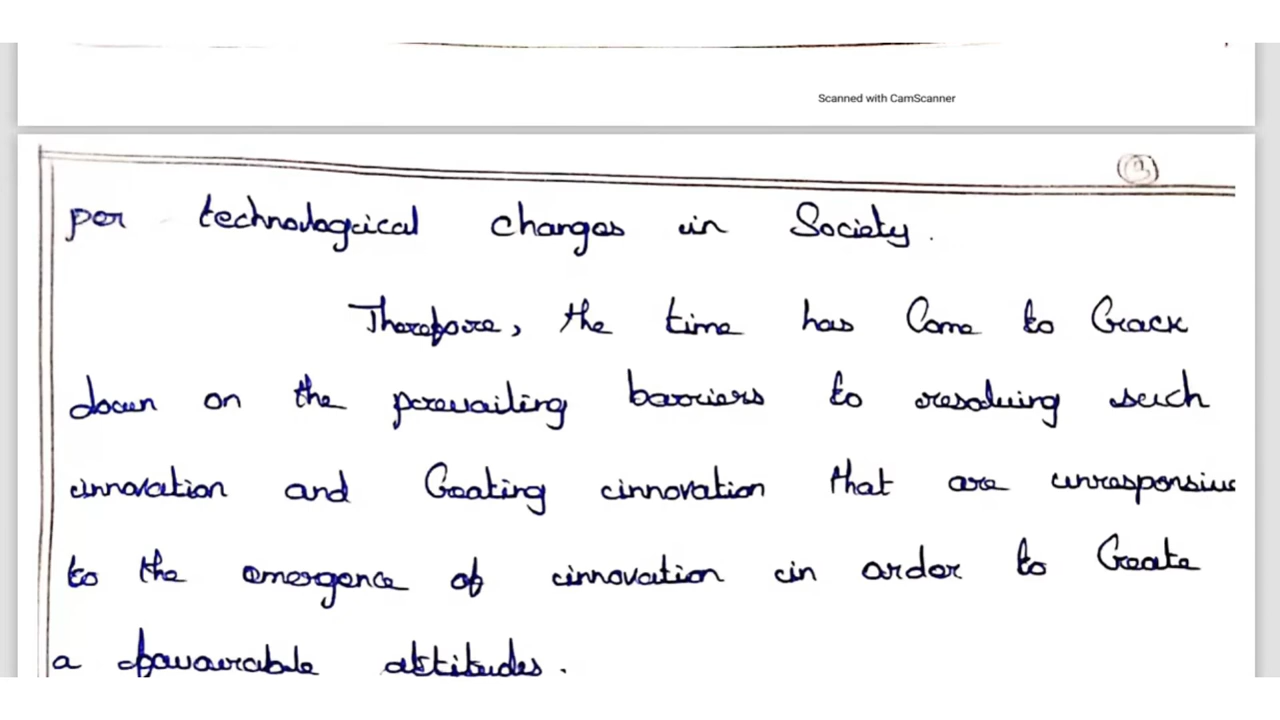 Scanned with CamScanner
3
per technological changes in Society.
Therefore, the time has Come to Crack
down on the prevailing barriers to resolving such
innovation and Creating innovation that are unresponsive
to the emergence of innovation in order to Create
a favourable attitudes.